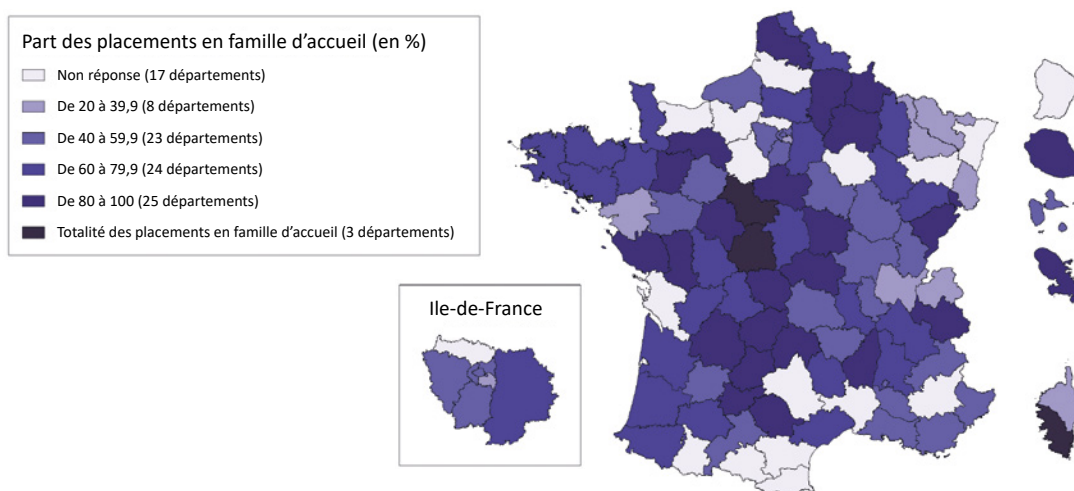 Part des placements en famille d’accueil (en %)
Non réponse (17 départements)
De 20 à 39,9 (8 départements)
De 40 à 59,9 (23 départements)
De 60 à 79,9 (24 départements)
De 80 à 100 (25 départements)
Totalité des placements en famille d’accueil (3 départements)
Ile-de-France